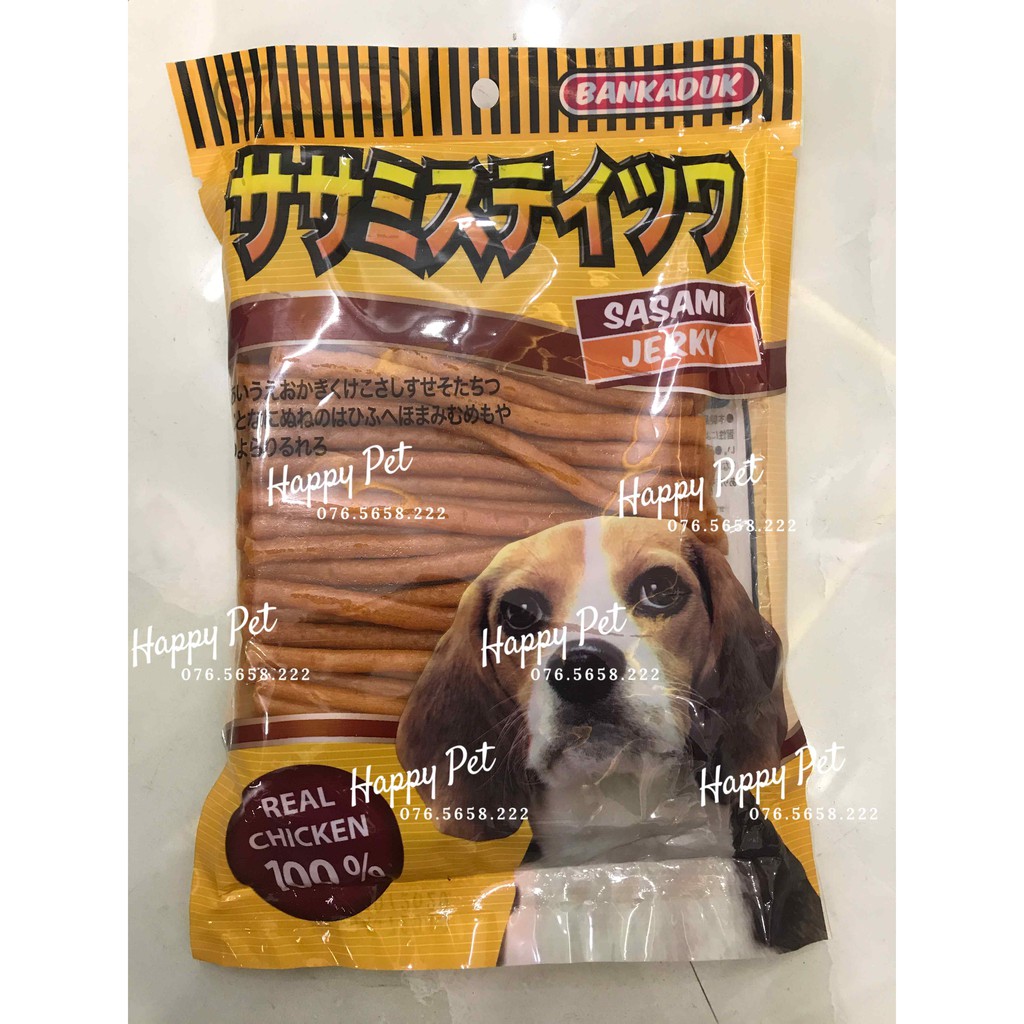 BANKADUK
ササミスティツワ
SASAMI
JERKY
いうえおかきくけこさしすせそたちつ
となにぬねのはひふへほまみむめもや
よらりるれろ
Happy Pet
076.5658.222
Happy Pet
076.5658.222
Happy Pet
076.5658.222
Happy Pet
076.5658.222
Happy Pet
076.5658.222
Happy Pet
076.5658.222
REAL
CHICKEN
100%